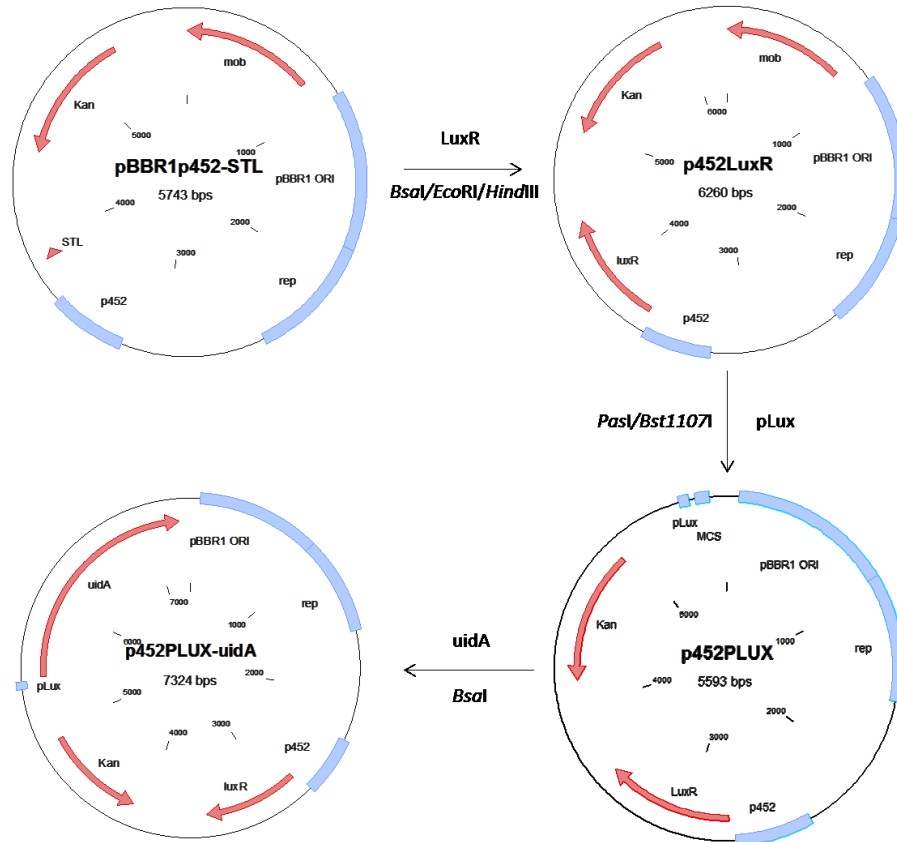 mob
Kan
5000
1000
pBBR1p452-STL
pBBR1 ORI
5743 bps
4000
2000
STL
3000
rep
p452
LuxR
BsaI/EcoRI/HindIII
mob
Kan
6000
1000
5000
pBBR1 ORI
p452LuxR
6260 bps
4000
2000
luxR
3000
rep
p452
PasI/Bst1107I
pLux
pBBR1 ORI
uidA
7000
rep
1000
6000
p452PLUX-uidA
7324 bps
pLux
2000
5000
3000
4000
p452
Kan
luxR
uidA
BsaI
pLux
MCS
pBBR1 ORI
Kan
1000
rep
p452PLUX
5593 bps
4000
2000
3000
LuxR
p452